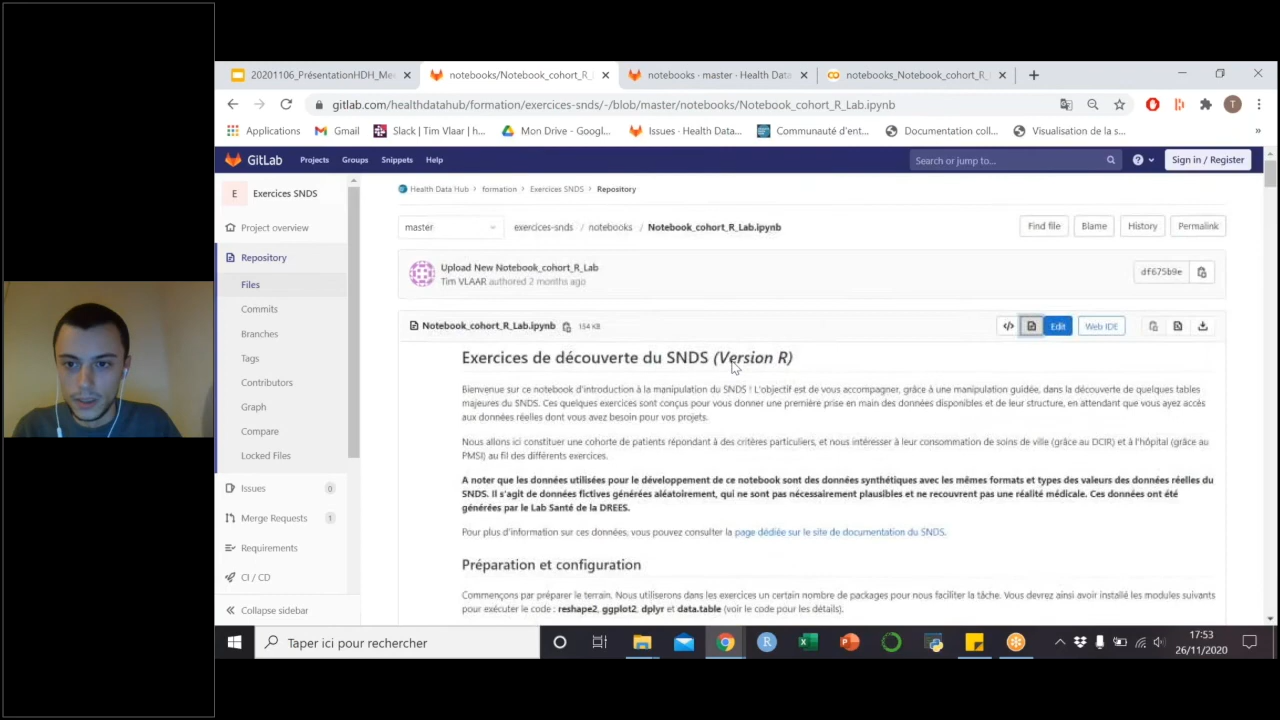 20201106_PrésentationHDH_Me
notebooks/Notebook_cohort_R_L
notebooks · master · Health Data
notebooks_Notebook_cohort_R_
gitlab.com/healthdatahub/formation/exercices-snds/-/blob/master/notebooks/Notebook_cohort_R_Lab.ipynb
T
Applications
Gmail
Slack | Tim Vlaar | h...
Mon Drive - Googl...
Issues · Health Data...
Communauté d'ent...
Documentation coll...
Visualisation de la s...
»
GitLab
Projects
Groups
Snippets
Help
Search or jump to...
Sign in / Register
E
Exercices SNDS
Project overview
Repository
Files
Commits
Branches
Tags
Contributors
Graph
Compare
Locked Files
Issues 0
Merge Requests 1
Requirements
CI / CD
Collapse sidebar
Health Data Hub › formation › Exercices SNDS › Repository
master
exercices-snds / notebooks / Notebook_cohort_R_Lab.ipynb
Find file
Blame
History
Permalink
Upload New Notebook_cohort_R_Lab
Tim VLAAR authored 2 months ago
df675b9e
Notebook_cohort_R_Lab.ipynb
154 KB
Edit
Web IDE
Exercices de découverte du SNDS (Version R)
Bienvenue sur ce notebook d'introduction à la manipulation du SNDS ! L'objectif est de vous accompagner, grâce à une manipulation guidée, dans la découverte de quelques tables
majeures du SNDS. Ces quelques exercices sont conçus pour vous donner une première prise en main des données disponibles et de leur structure, en attendant que vous ayez accès
aux données réelles dont vous avez besoin pour vos projets.
Nous allons ici constituer une cohorte de patients répondant à des critères particuliers, et nous intéresser à leur consommation de soins de ville (grâce au DCIR) et à l'hôpital (grâce au
PMSI) au fil des différents exercices.
A noter que les données utilisées pour le développement de ce notebook sont des données synthétiques avec les mêmes formats et types des valeurs des données réelles du
SNDS. Il s'agit de données fictives générées aléatoirement, qui ne sont pas nécessairement plausibles et ne recouvrent pas une réalité médicale. Ces données ont été
générées par le Lab Santé de la DREES.
Pour plus d'information sur ces données, vous pouvez consulter la page dédiée sur le site de documentation du SNDS.
Préparation et configuration
Commençons par préparer le terrain. Nous utiliserons dans les exercices un certain nombre de packages pour nous faciliter la tâche. Vous devrez ainsi avoir installé les modules suivants
pour exécuter le code : reshape2, ggplot2, dplyr et data.table (voir le code pour les détails).
Taper ici pour rechercher
17:53
26/11/2020